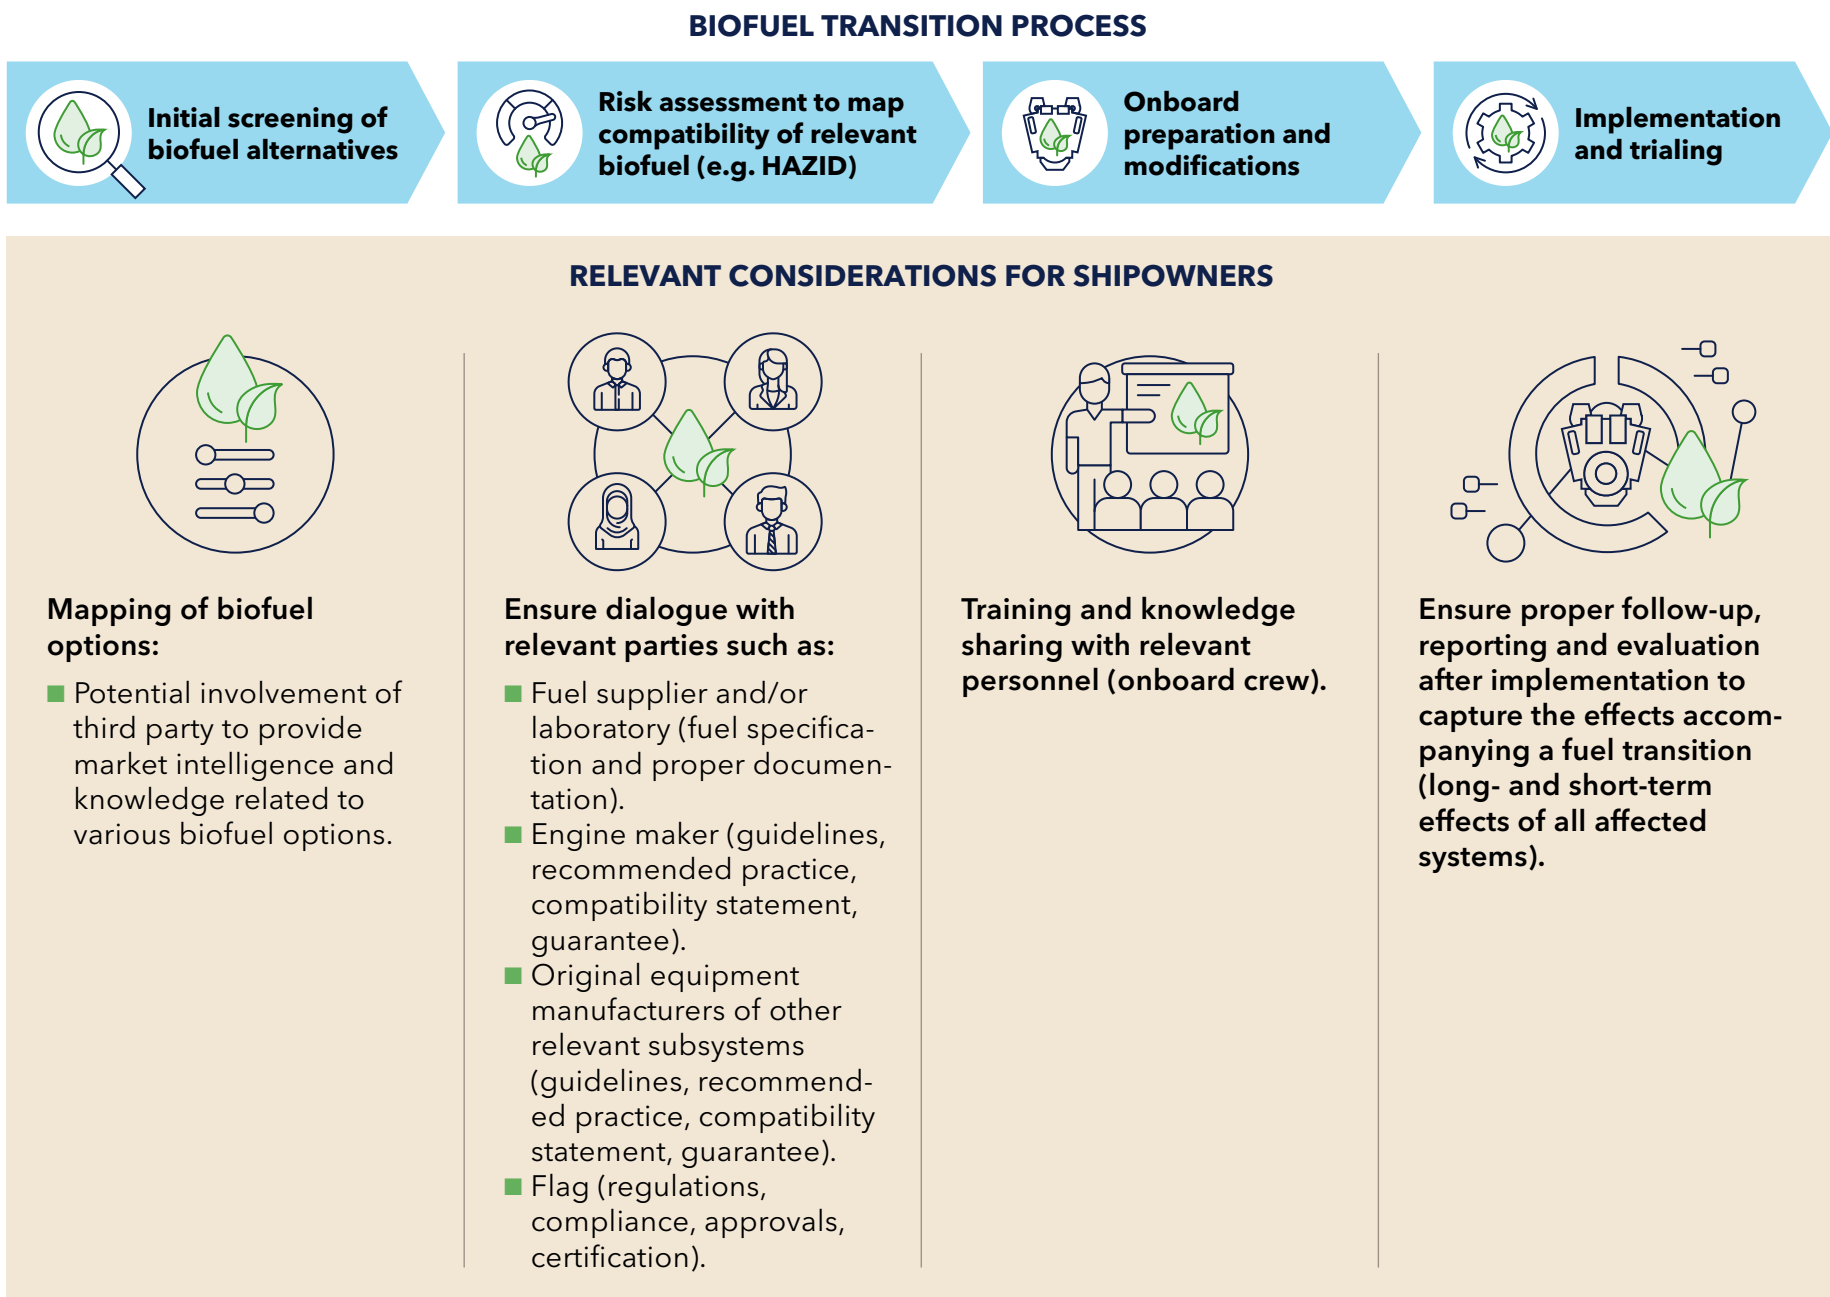 BIOFUEL TRANSITION PROCESS
Initial screening of
biofuel alternatives
Risk assessment to map
compatibility of relevant
biofuel (e.g. HAZID)
Onboard
preparation and
modifications
Implementation
and trialing
RELEVANT CONSIDERATIONS FOR SHIPOWNERS
Mapping of biofuel
options:
Potential involvement of
third party to provide
market intelligence and
knowledge related to
various biofuel options.
Ensure dialogue with
relevant parties such as:
Fuel supplier and/or
laboratory (fuel specifica-
tion and proper documen-
tation).
Engine maker (guidelines,
recommended practice,
compatibility statement,
guarantee).
Original equipment
manufacturers of other
relevant subsystems
(guidelines, recommend-
ed practice, compatibility
statement, guarantee).
Flag (regulations,
compliance, approvals,
certification).
Training and knowledge
sharing with relevant
personnel (onboard crew).
Ensure proper follow-up,
reporting and evaluation
after implementation to
capture the effects accom-
panying a fuel transition
(long- and short-term
effects of all affected
systems).